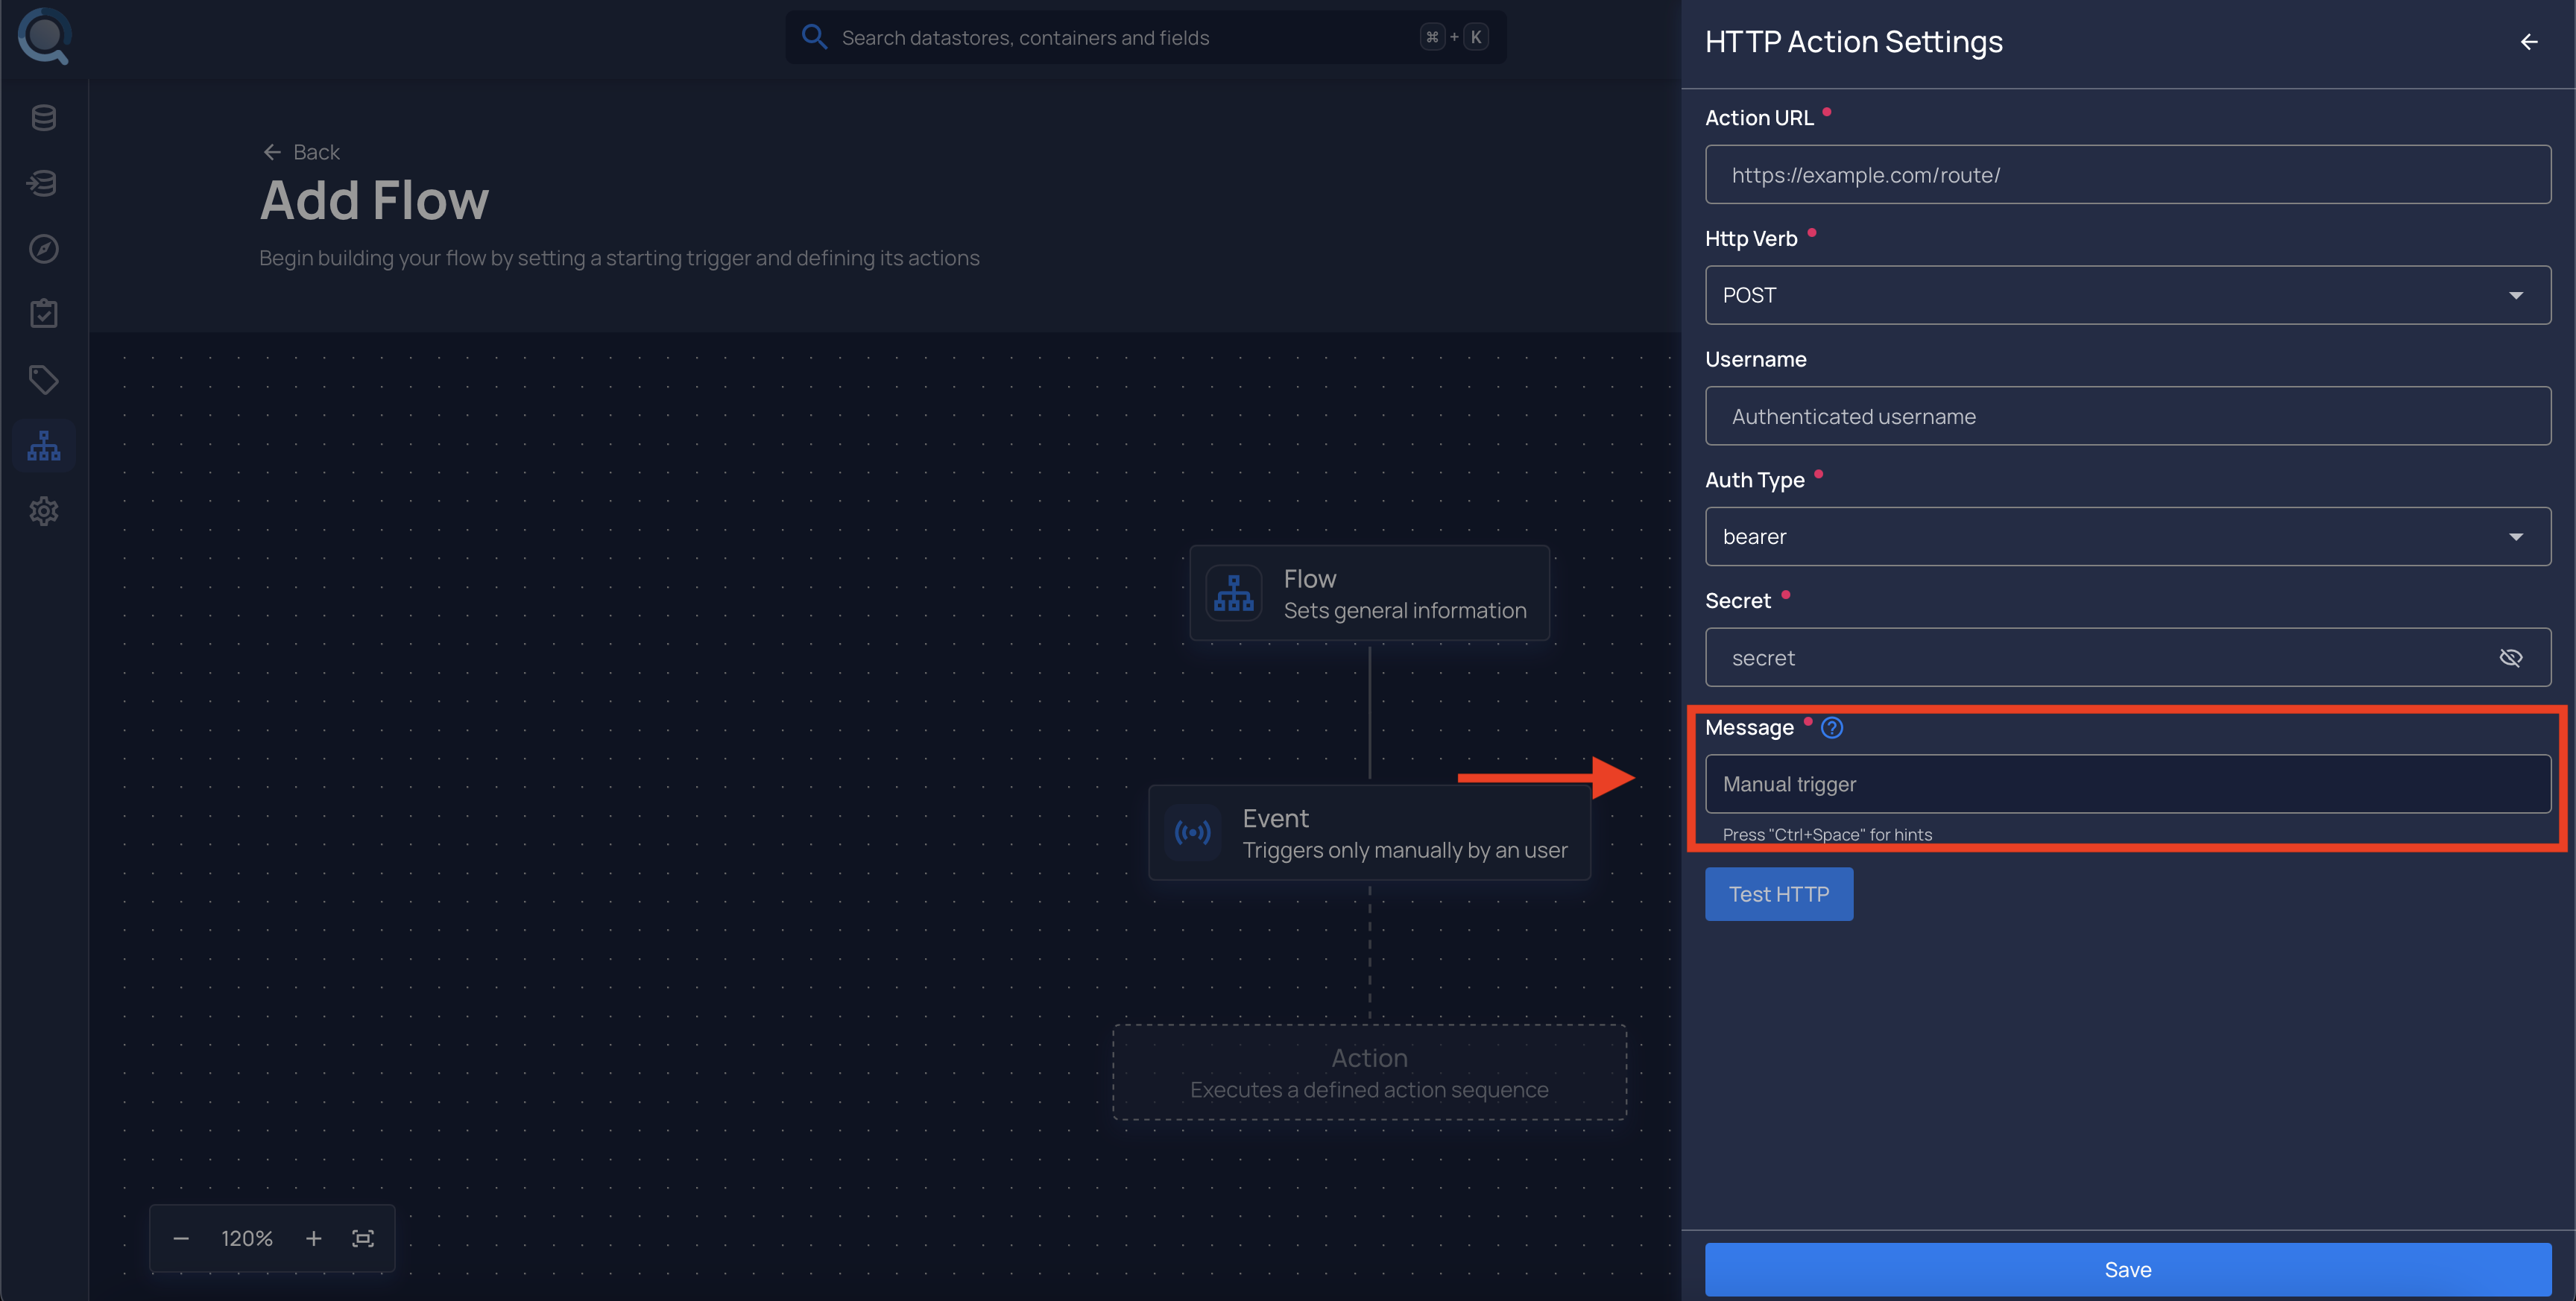 Search datastores, containers and fields
⌘ + K
Back
Add Flow
Begin building your flow by setting a starting trigger and defining its actions
Flow
Sets general information
Event
Triggers only manually by an user
Action
Executes a defined action sequence
120%
HTTP Action Settings
Action URL
https://example.com/route/
Http Verb
POST
Username
Authenticated username
Auth Type
bearer
Secret
secret
Message
Manual trigger
Press "Ctrl+Space" for hints
Test HTTP
Save